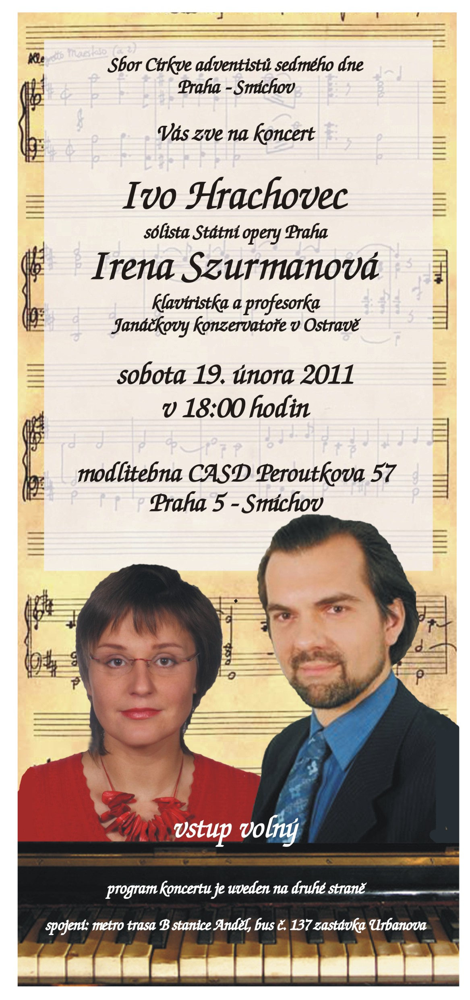 Allegretto Maestoso (a 2)
Sbor Církve adventistů sedmého dne
Praha - Smíchov
Vás zve na koncert
Ivo Hrachovec
sólista Státní opery Praha
Irena Szurmanová
klavíristka a profesorka
Janáčkovy konzervatoře v Ostravě
sobota 19. února 2011
v 18:00 hodin
modlitebna CASD Peroutkova 57
Praha 5 - Smíchov
vstup volný
program koncertu je uveden na druhé straně
spojení: metro trasa B stanice Anděl, bus č. 137 zastávka Urbanova